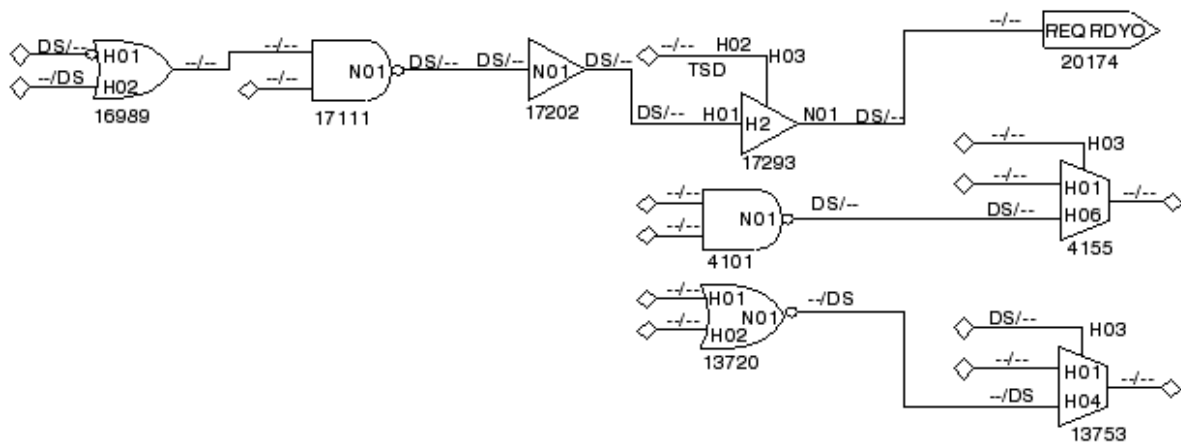 DS/-- H01 --/-- --/-- N01 DS/-- DS/-- N01 DS/-- --/-- H02 H03 --/-- REQ RDYO
--/DS H02 --/-- TSD 20174
16989 17111 17202 DS/-- H01 H2 N01 DS/--
17293 --/-- H03
--/-- N01 DS/-- --/-- H01 --/--
--/-- DS/-- H06
4101 4155
--/-- H01 N01 --/DS
--/-- H02 DS/-- H03
13720 --/-- H01 --/--
--/DS H04
13753